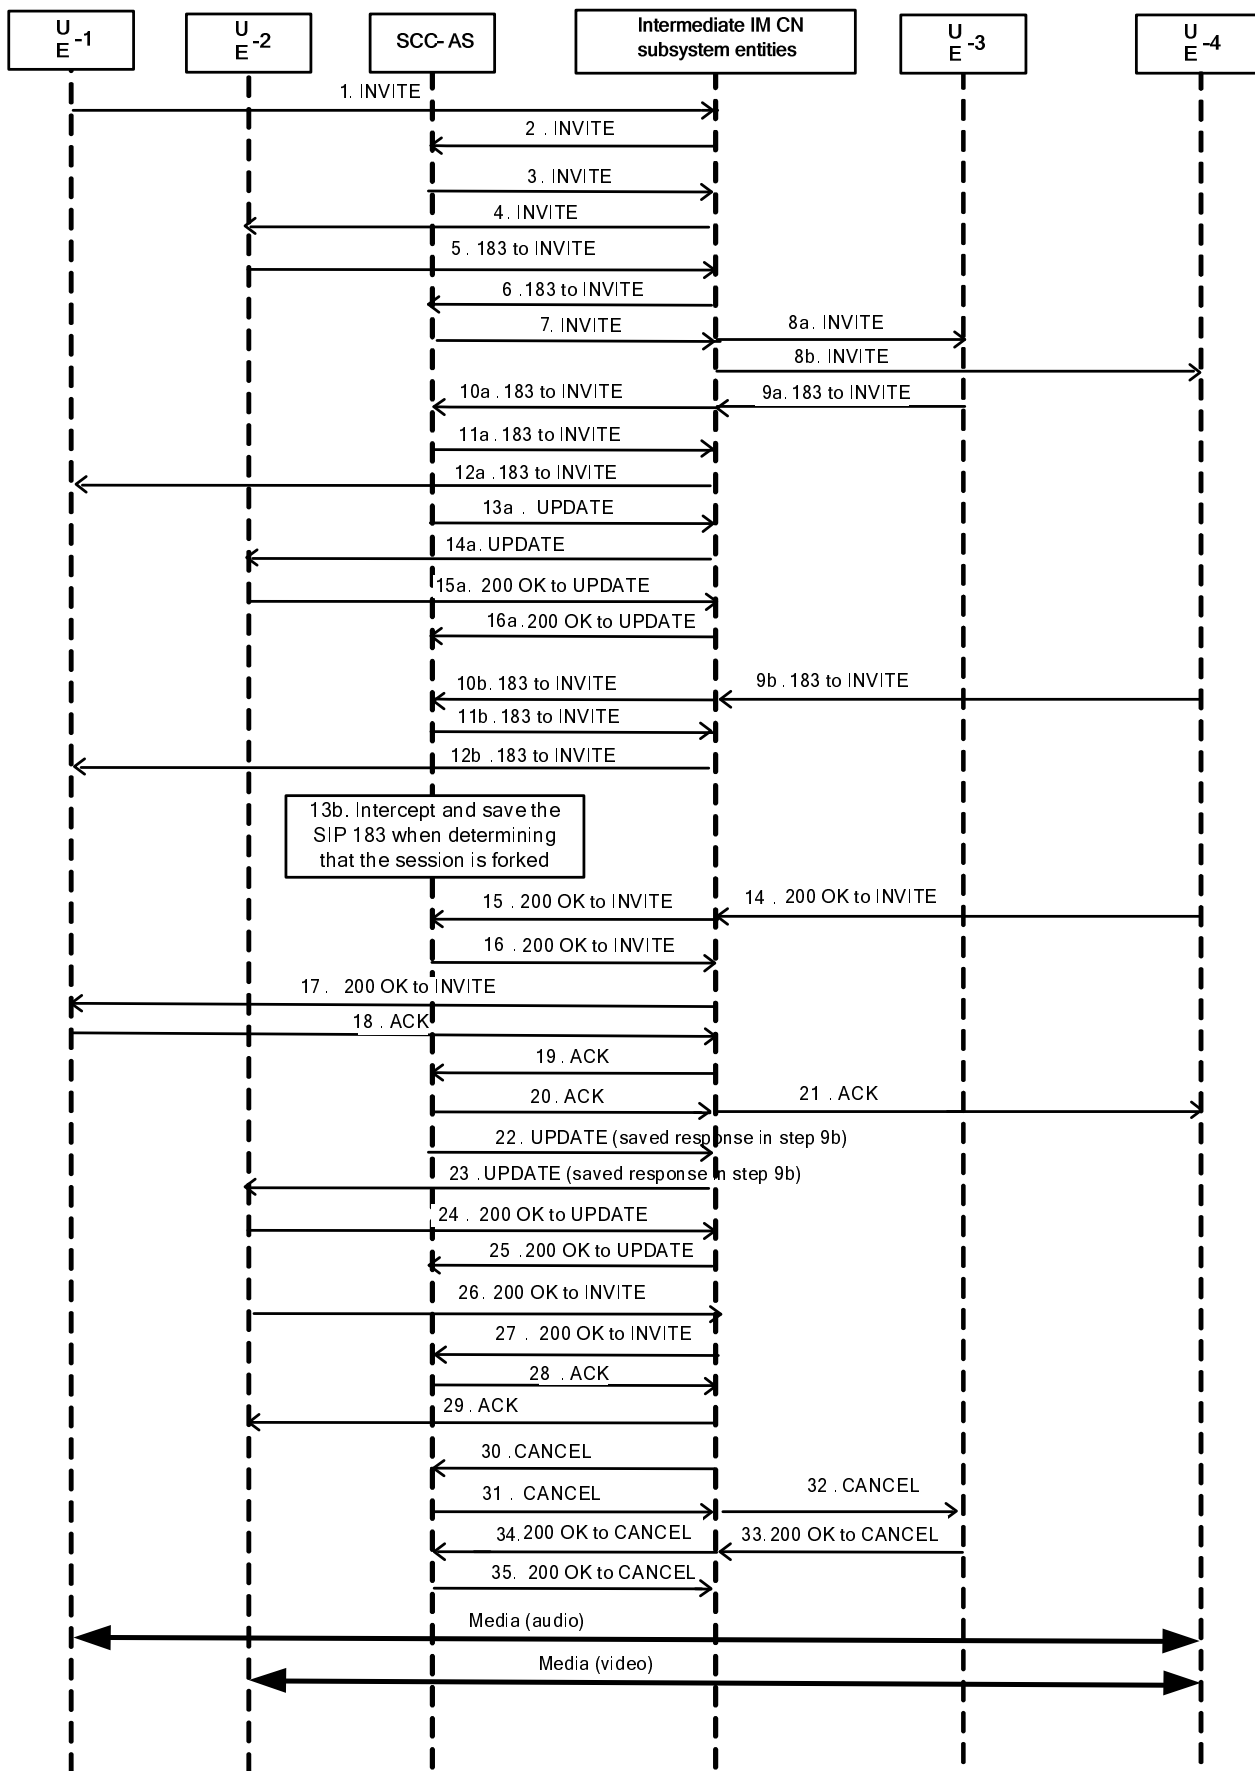 U
E -1
U
E -2
SCC- AS
Intermediate IM CN
subsystem entities
U
E -3
U
E -4
1. INVITE
2 . INVITE
3. INVITE
4. INVITE
5 . 183 to INVITE
6 .183 to INVITE
7. INVITE
8a. INVITE
8b. INVITE
10a .183 to INVITE
9a.183 to INVITE
11a .183 to INVITE
12a .183 to INVITE
13a . UPDATE
14a. UPDATE
15a. 200 OK to UPDATE
16a.200 OK to UPDATE
10b. 183 to INVITE
9b .183 to INVITE
11b .183 to INVITE
12b .183 to INVITE
13b. Intercept and save the
SIP 183 when determining
that the session is forked
15 . 200 OK to INVITE
14 . 200 OK to INVITE
16 . 200 OK to INVITE
17. 200 OK to INVITE
18 . ACK
19 . ACK
20. ACK
21 . ACK
22. UPDATE (saved response in step 9b)
23 .UPDATE (saved response in step 9b)
24 . 200 OK to UPDATE
25 .200 OK to UPDATE
26. 200 OK to INVITE
27 . 200 OK to INVITE
28 . ACK
29 . ACK
30 .CANCEL
31 . CANCEL
32 . CANCEL
34.200 OK to CANCEL
33.200 OK to CANCEL
35. 200 OK to CANCEL
Media (audio)
Media (video)